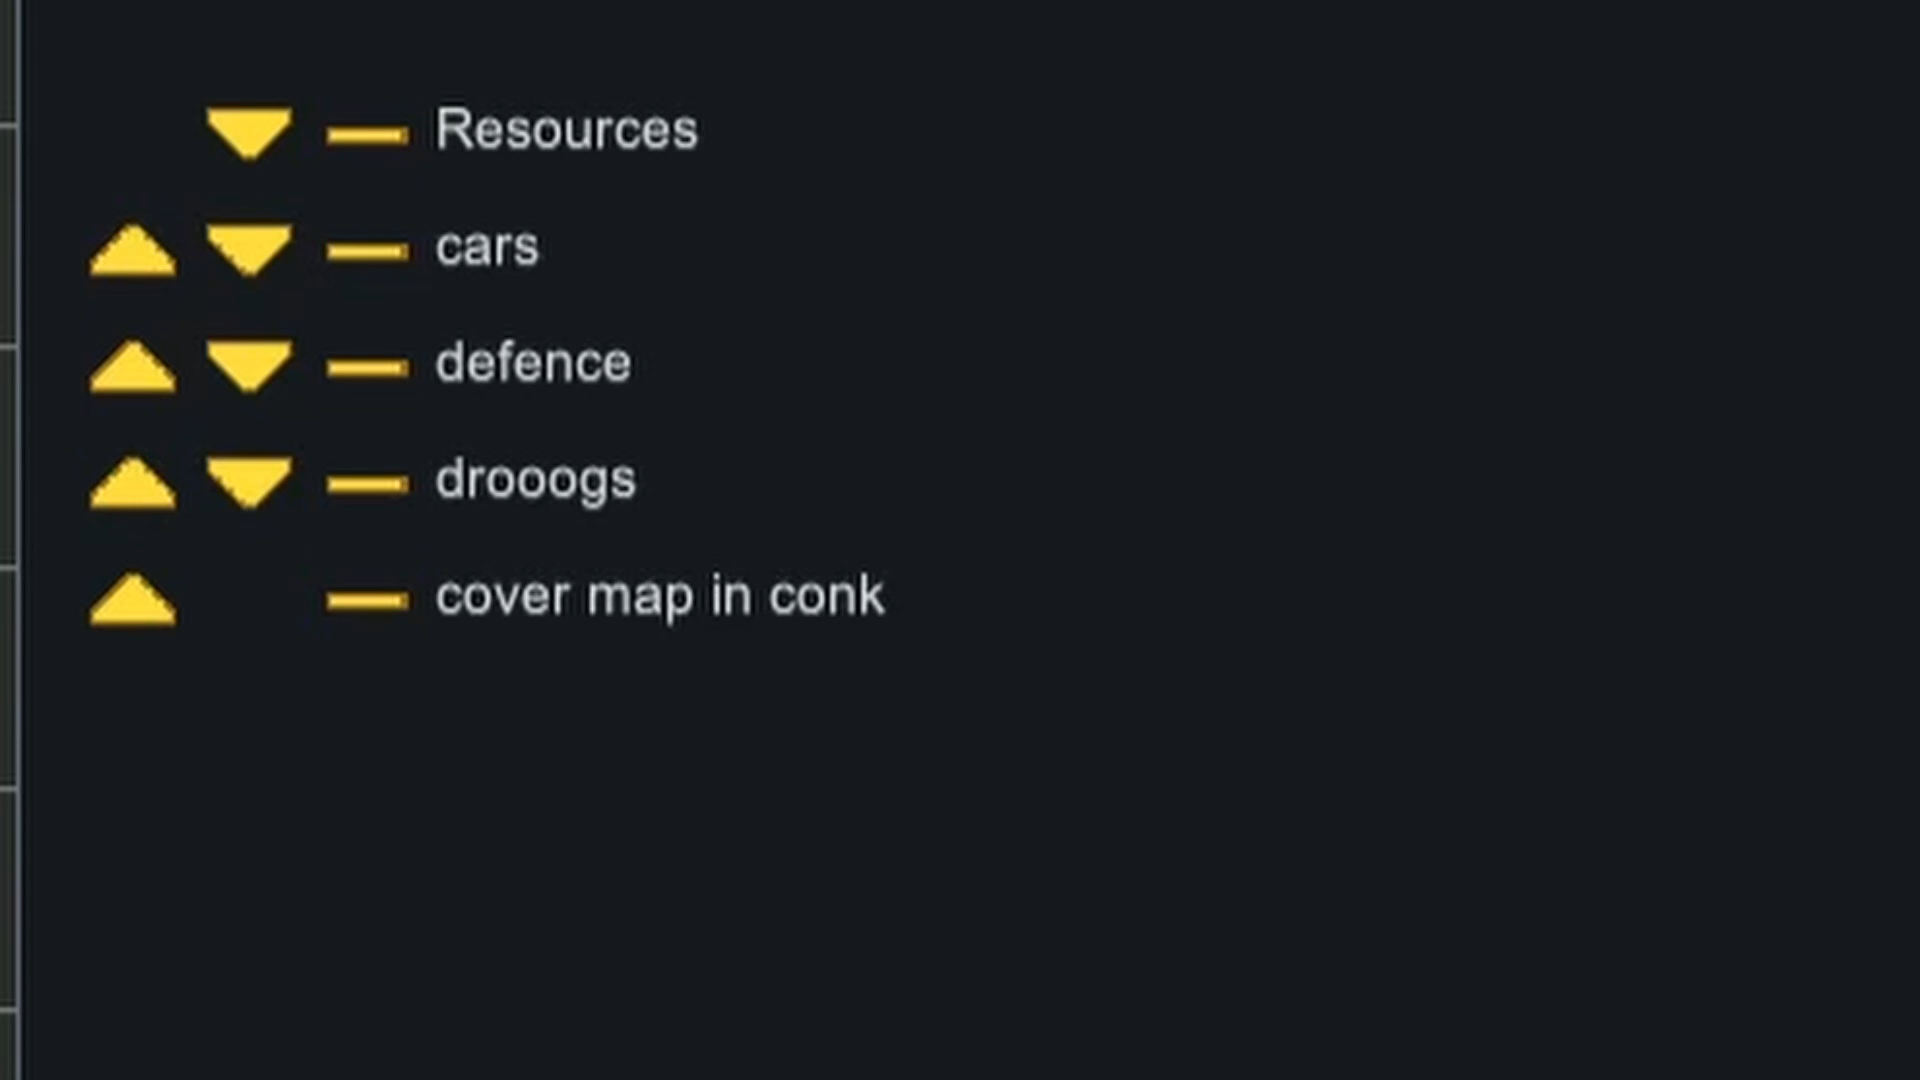 Resources
cars
defence
drooogs
cover map in conk